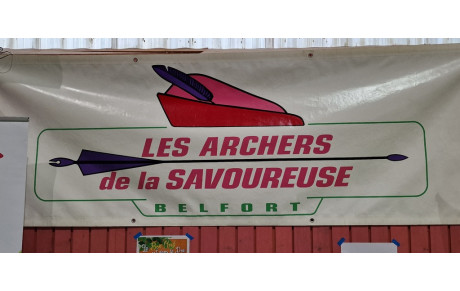 LES ARCHERS
de la SAVOUREUSE
BELFORT